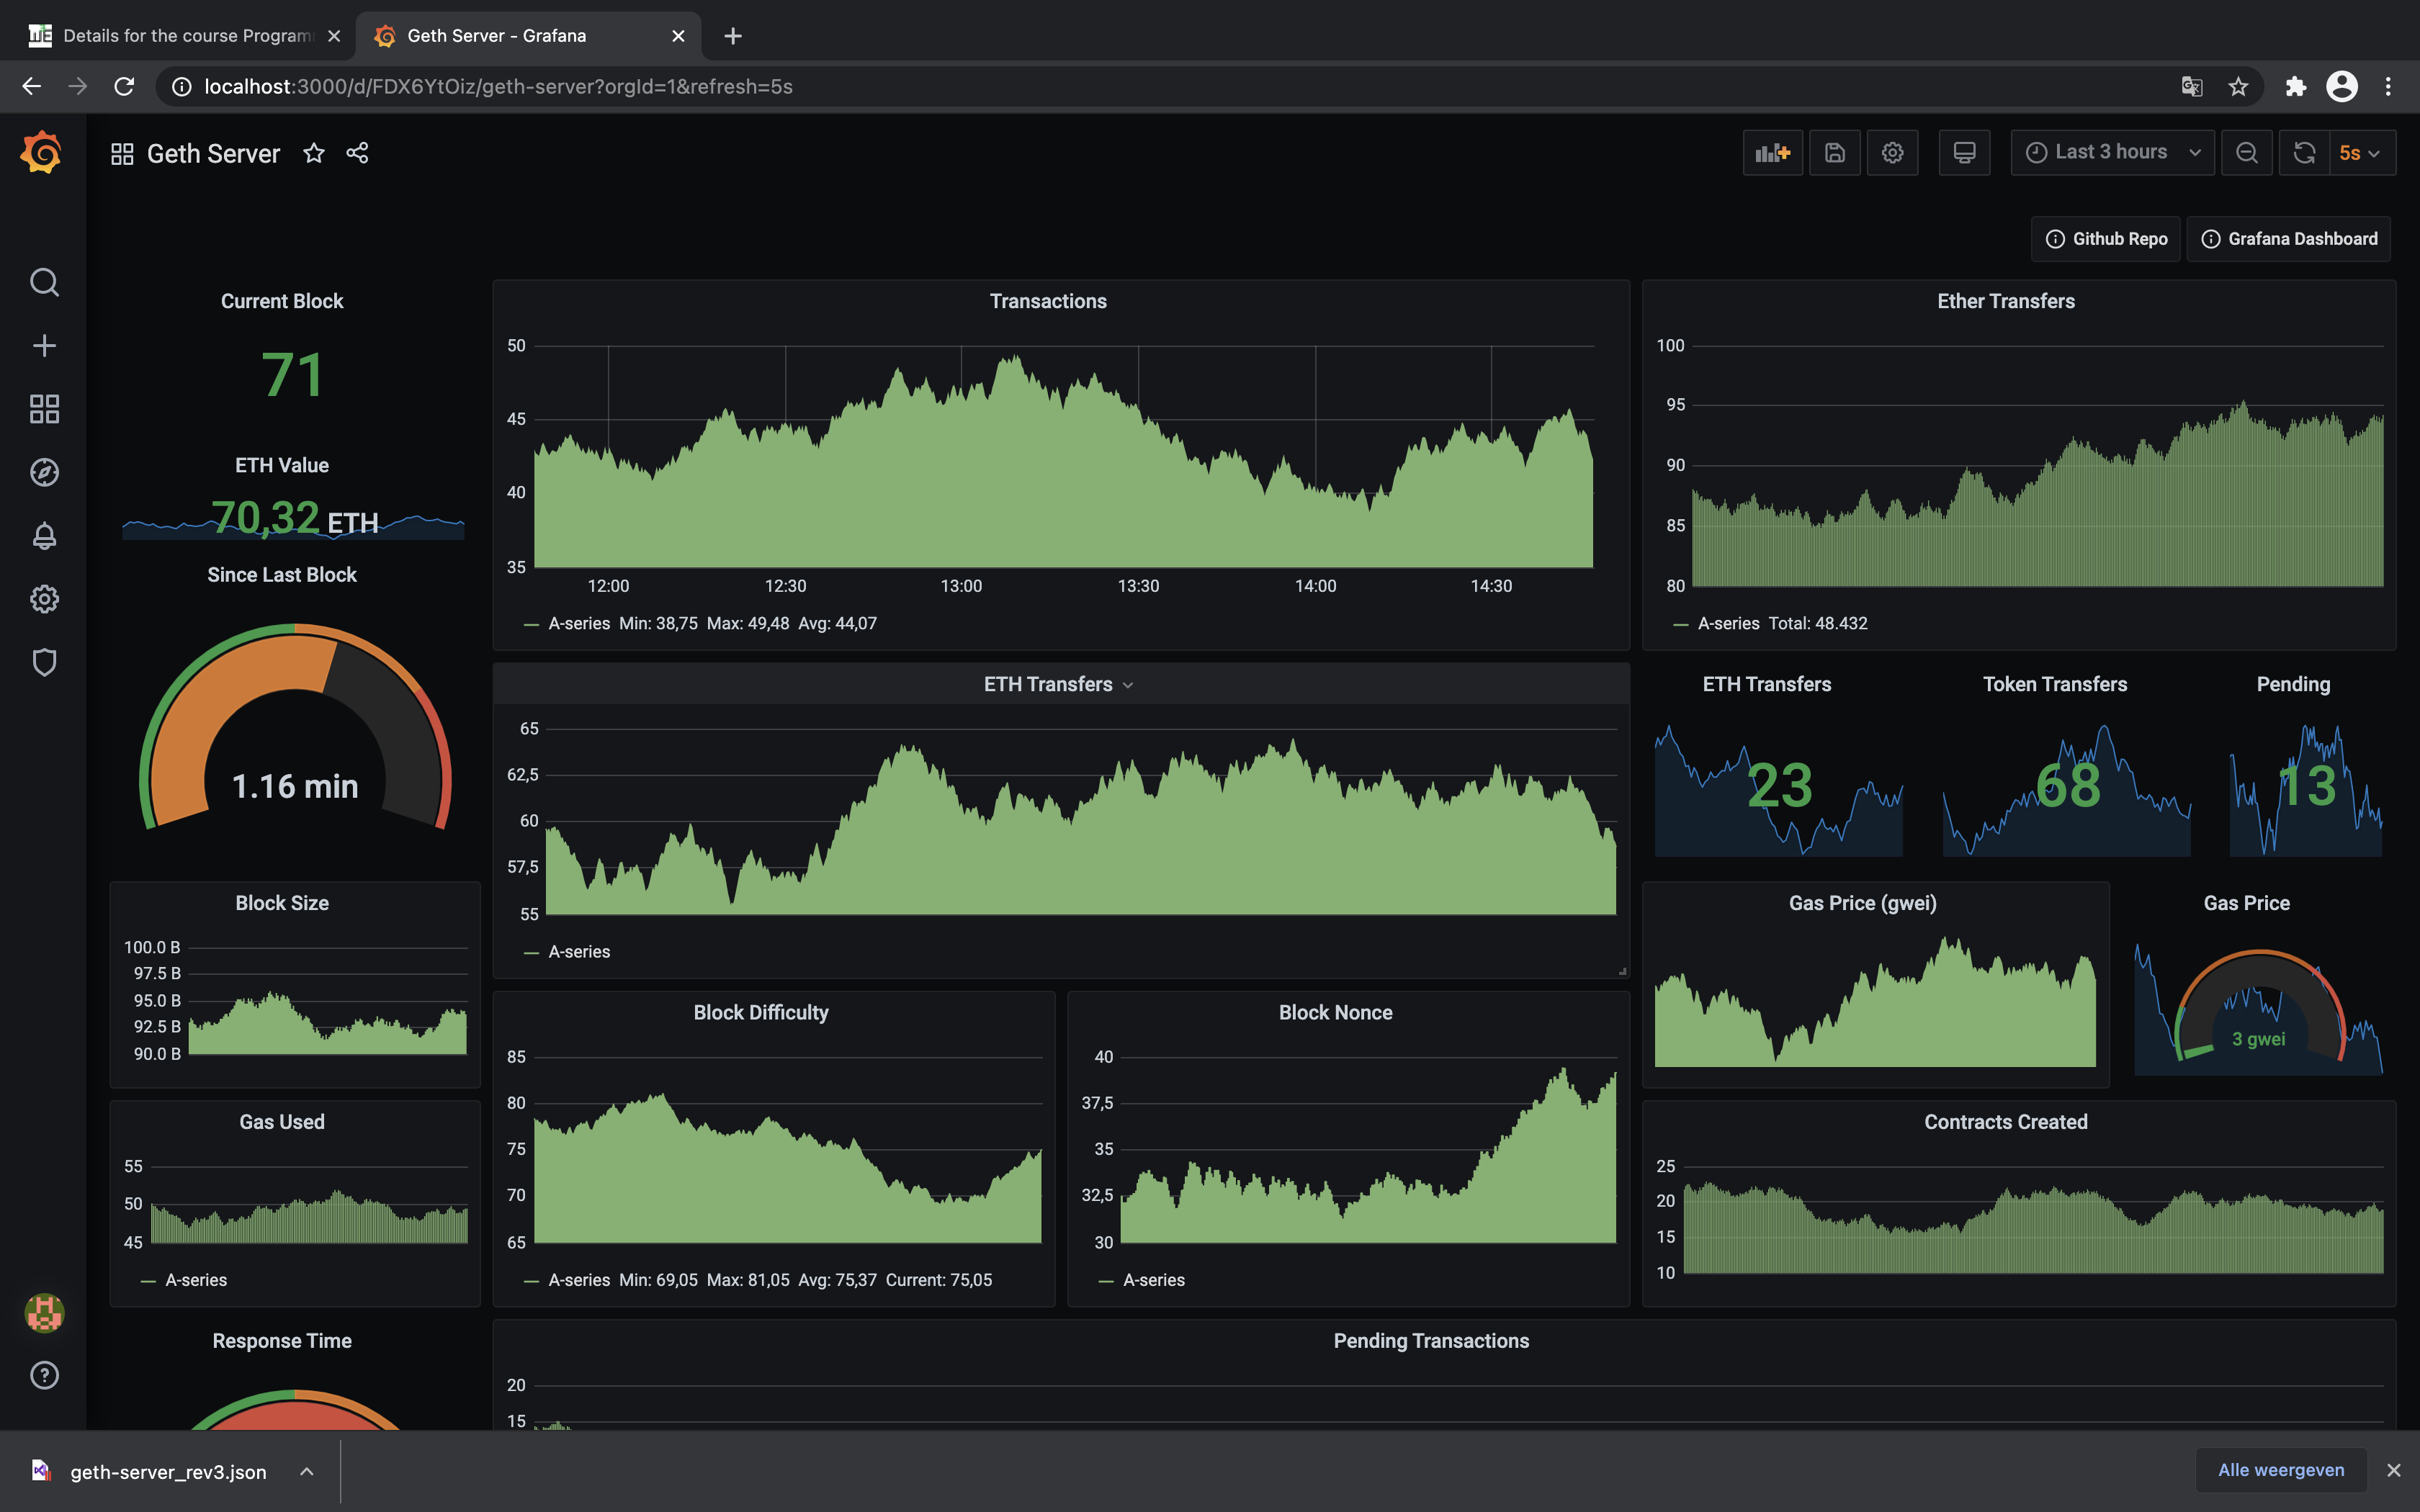 Details for the course Program
Geth Server - Grafana
localhost:3000/d/FDX6YtOiz/geth-server?orgId=1&refresh=5s
Geth Server
Last 3 hours
5s
Github Repo
Grafana Dashboard
Current Block
71
ETH Value
70,32 ETH
Since Last Block
1.16 min
Transactions
50
45
40
35
12:00 12:30 13:00 13:30 14:00 14:30
A-series Min: 38,75 Max: 49,48 Avg: 44,07
Ether Transfers
100
95
90
85
80
A-series Total: 48.432
ETH Transfers
65
62,5
60
57,5
55
A-series
ETH Transfers
23
Token Transfers
68
Pending
13
Block Size
100.0 B
97.5 B
95.0 B
92.5 B
90.0 B
Gas Price (gwei)
Gas Price
3 gwei
Gas Used
55
50
45
A-series
Block Difficulty
85
80
75
70
65
A-series Min: 69,05 Max: 81,05 Avg: 75,37 Current: 75,05
Block Nonce
40
37,5
35
32,5
30
A-series
Contracts Created
25
20
15
10
Response Time
Pending Transactions
20
15
geth-server_rev3.json
Alle weergeven